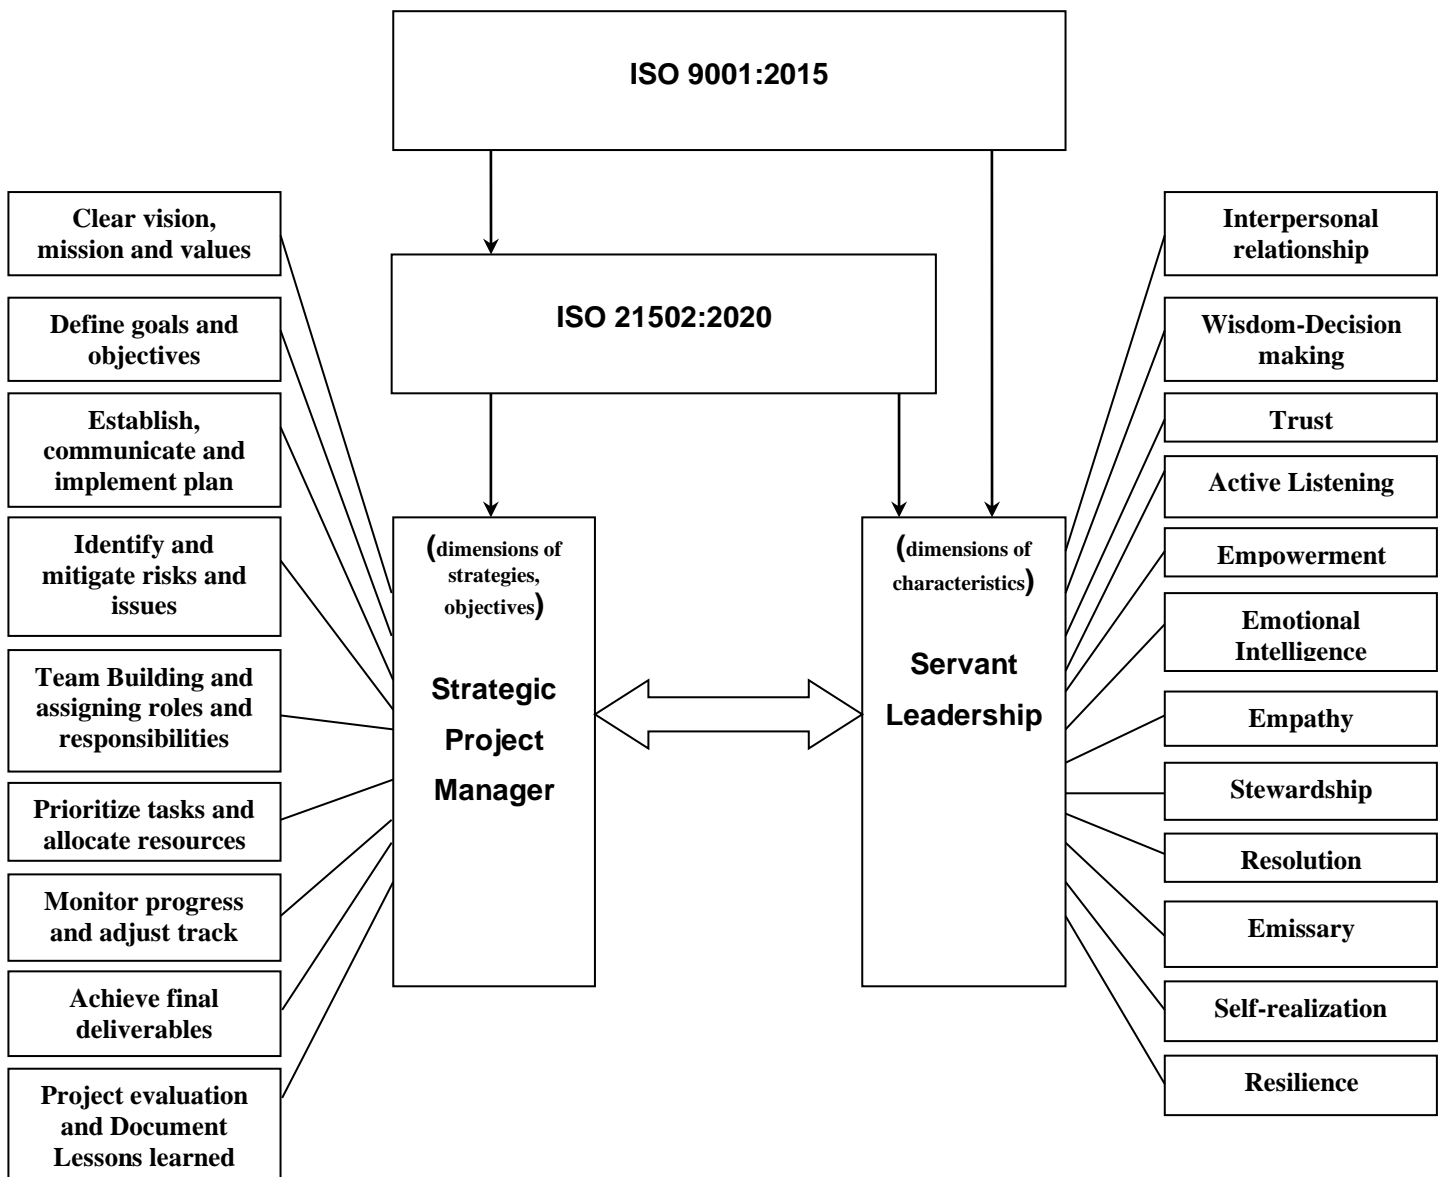 ISO 9001:2015
ISO 21502:2020
Clear vision,
mission and values
Define goals and
objectives
Establish,
communicate and
implement plan
Identify and
mitigate risks and
issues
Team Building and
assigning roles and
responsibilities
Prioritize tasks and
allocate resources
Monitor progress
and adjust track
Achieve final
deliverables
Project evaluation
and Document
Lessons learned
(dimensions of
strategies,
objectives)
Strategic
Project
Manager
(dimensions of
characteristics)
Servant
Leadership
Interpersonal
relationship
Wisdom-Decision
making
Trust
Active Listening
Empowerment
Emotional
Intelligence
Empathy
Stewardship
Resolution
Emissary
Self-realization
Resilience